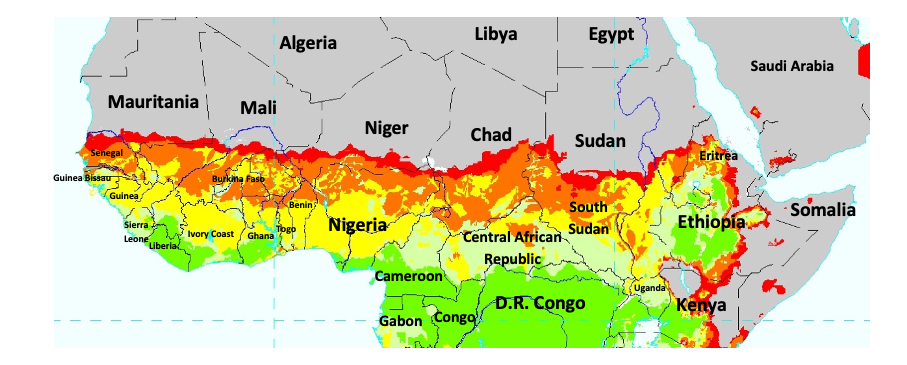 Libya
Egypt
Algeria
Saudi Arabia
Mauritania
Mali
Niger
Chad
Sudan
Senegal
Eritrea
Guinea Bissau
Burkina Faso
Guinea
Benin
South
Sudan
Somalia
Sierra
Leone
Liberia
Ivory Coast
Ghana
Togo
Nigeria
Ethiopia
Central African
Republic
Cameroon
Uganda
D.R. Congo
Kenya
Gabon
Congo